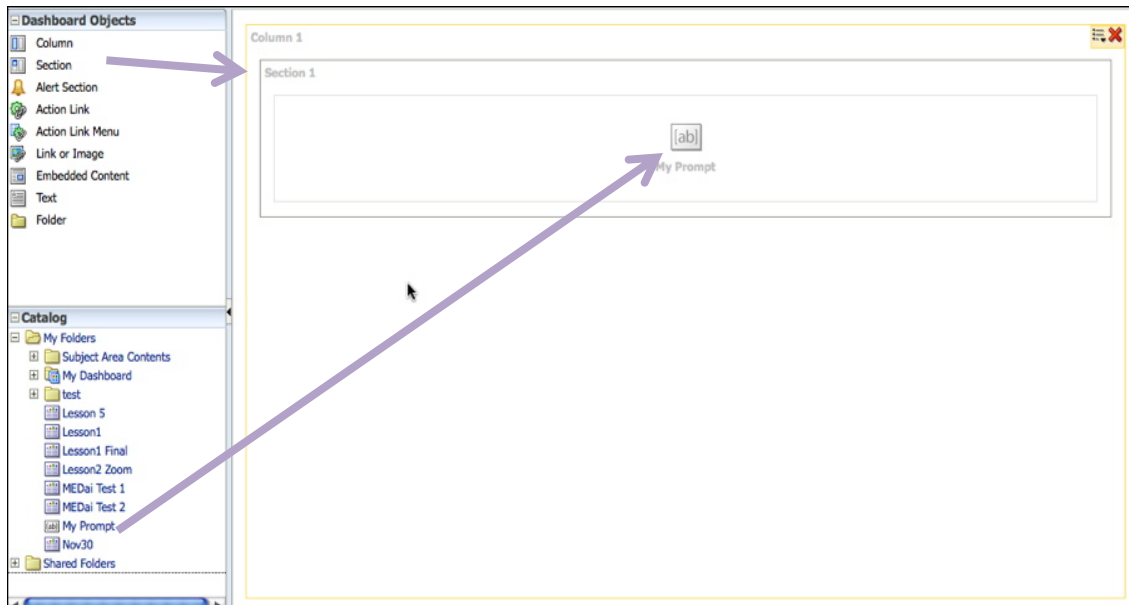 Dashboard Objects
Column
Section
Alert Section
Action Link
Action Link Menu
Link or Image
Embedded Content
Text
Folder
Catalog
My Folders
Subject Area Contents
My Dashboard
test
Lesson 5
Lesson1
Lesson1 Final
Lesson2 Zoom
MEDai Test 1
MEDai Test 2
My Prompt
Nov30
Shared Folders
Column 1
Section 1
[ab]
My Prompt